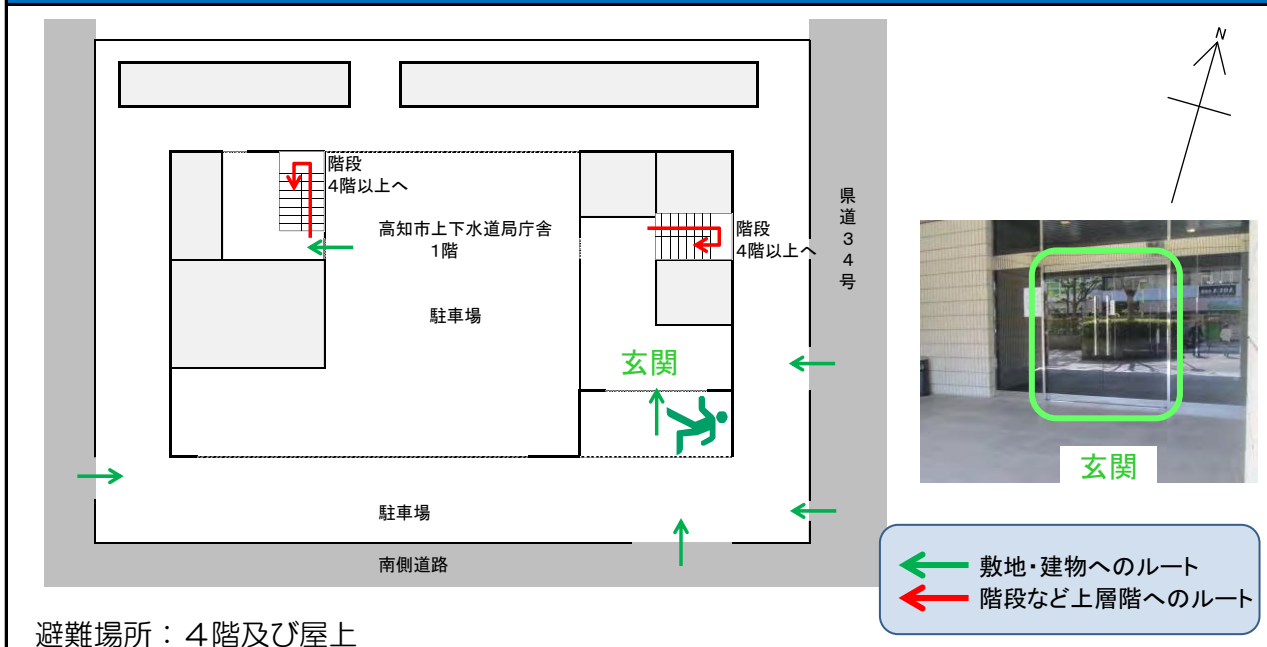 N
階段
4階以上へ
高知市上下水道局庁舎
1階
階段
4階以上へ
県道34号
駐車場
玄関
玄関
駐車場
南側道路
敷地・建物へのルート
階段など上層階へのルート
避難場所：４階及び屋上